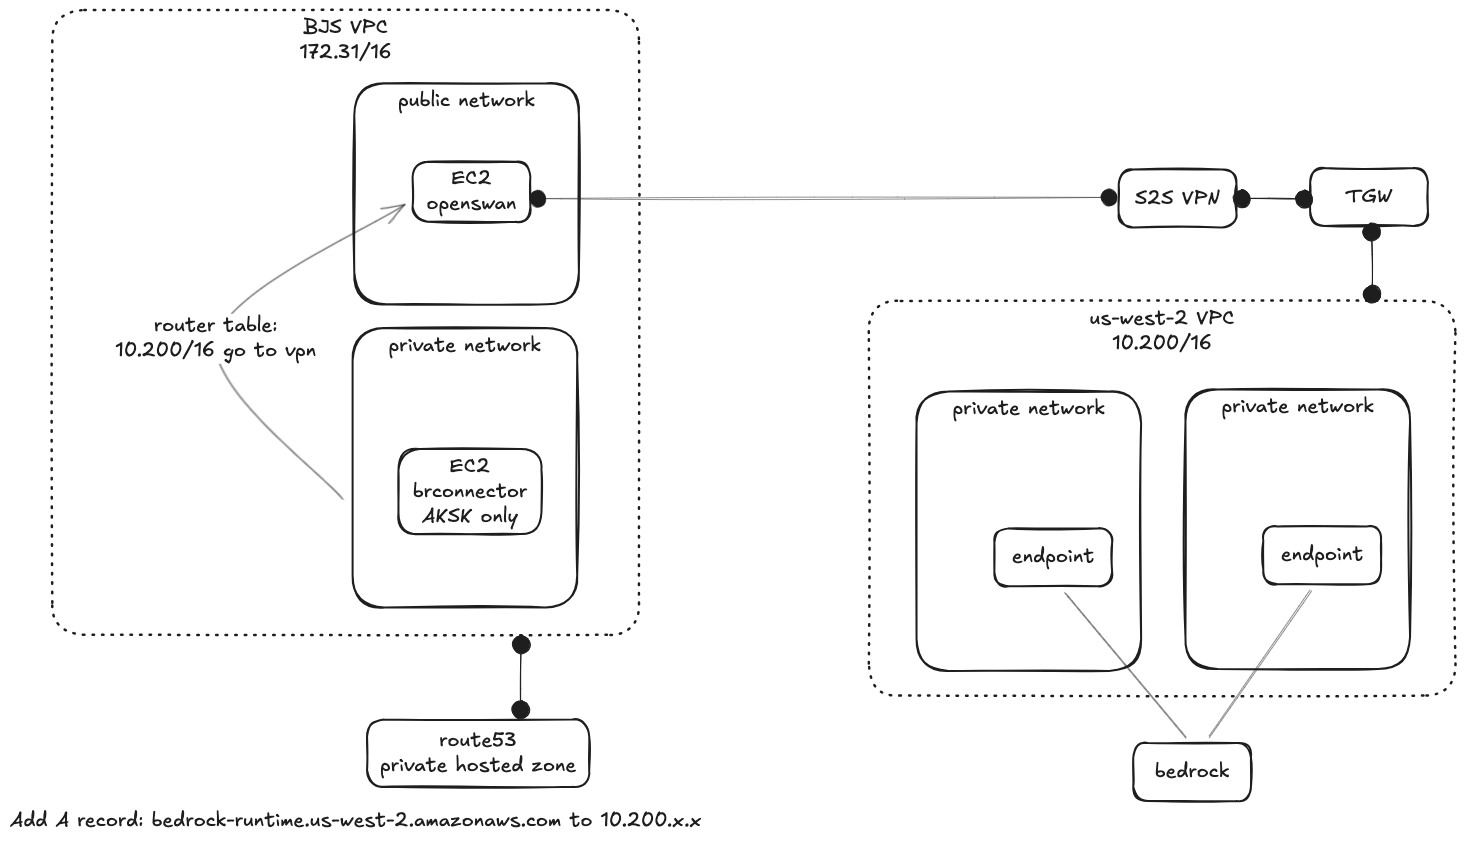 BJS VPC
172.31/16
public network
EC2
openswan
S2S VPN
TGW
router table:
10.200/16 go to vpn
private network
EC2
brconnector
AKSK only
us-west-2 VPC
10.200/16
private network
private network
endpoint
endpoint
bedrock
route53
private hosted zone
Add A record: bedrock-runtime.us-west-2.amazonaws.com to 10.200.x.x